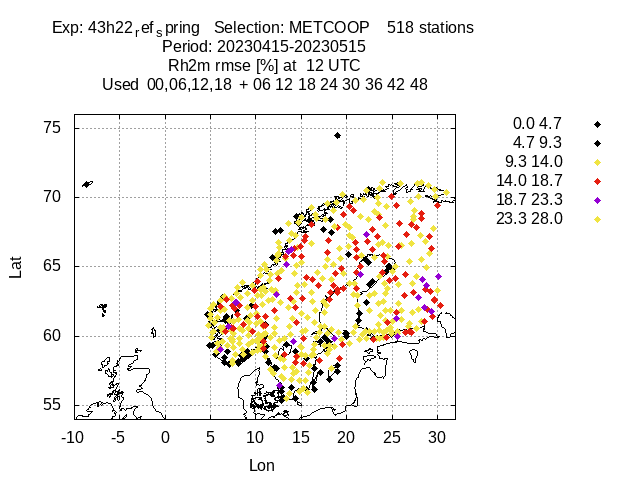 Exp: 43h22refspring   Selection: METCOOP    518 stations
Period: 20230415-20230515
Rh2m rmse [%] at  12 UTC
Used  00,06,12,18  + 06 12 18 24 30 36 42 48
0.0 4.7
4.7 9.3
9.3 14.0
14.0 18.7
18.7 23.3
23.3 28.0
75
70
65
60
55
Lat
-10 -5 0 5 10 15 20 25 30
Lon